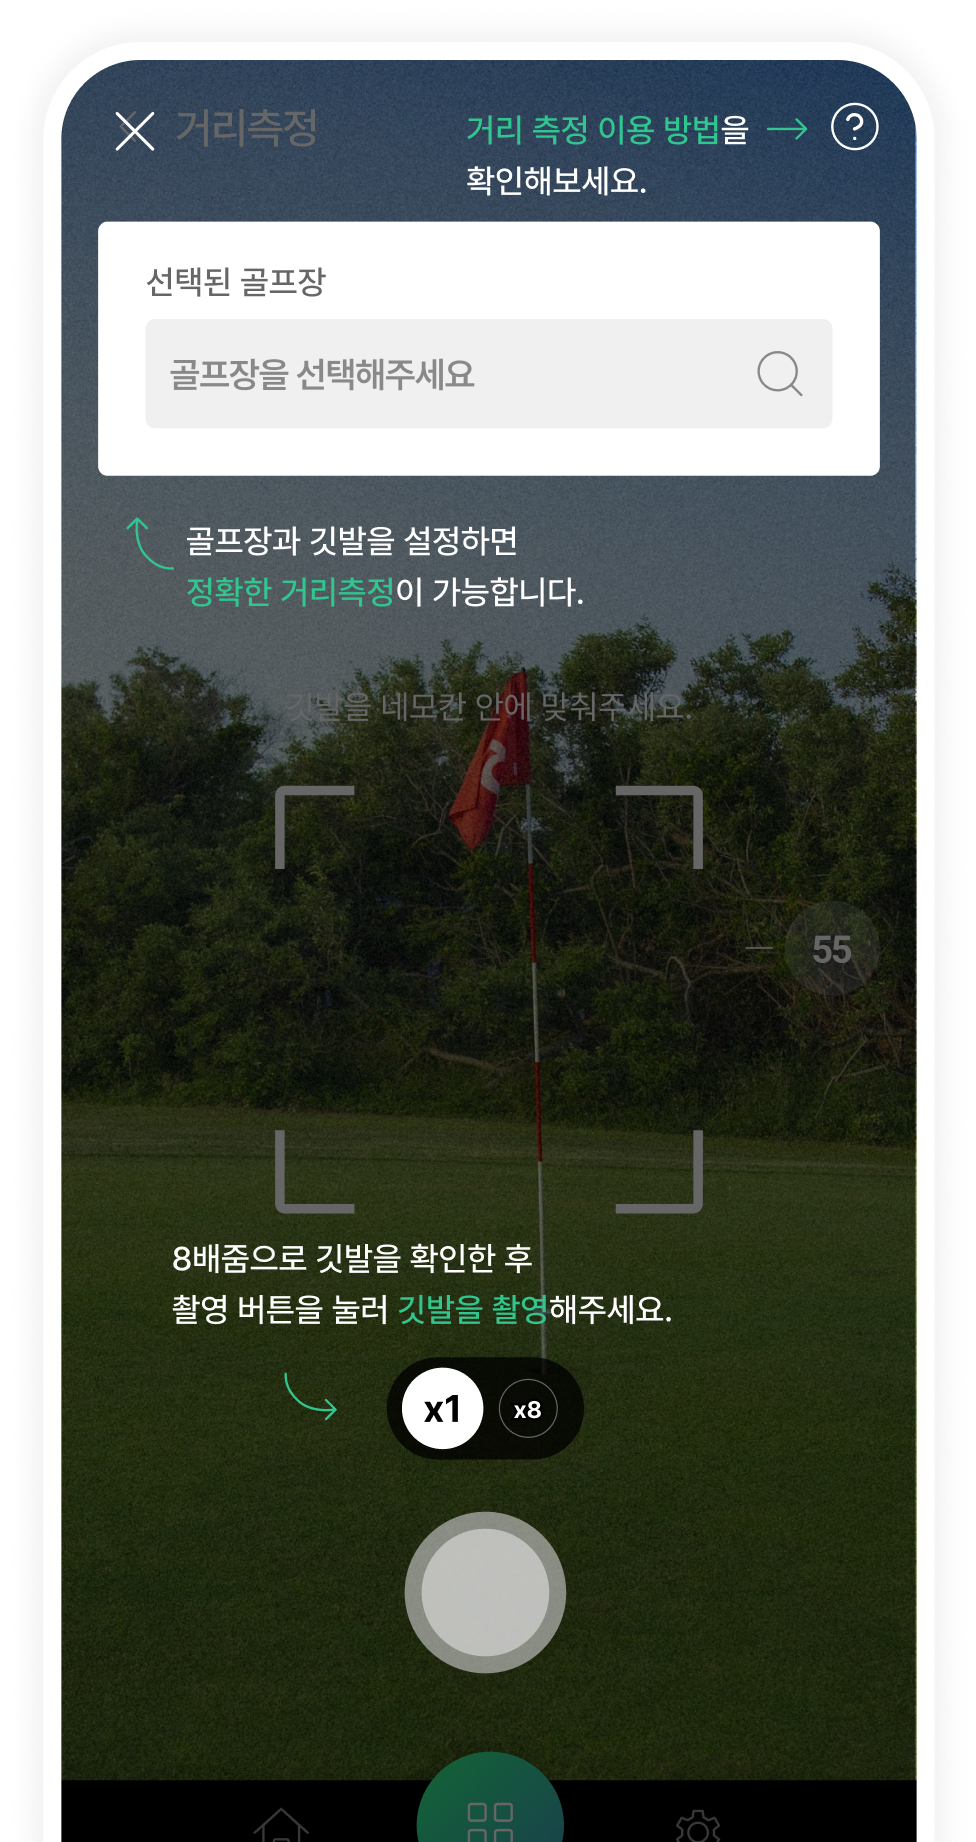 거리측정
거리 측정 이용 방법을
확인해보세요.
?
선택된 골프장
골프장을 선택해주세요
골프장과 깃발을 설정하면
정확한 거리측정이 가능합니다.
깃발을 네모칸 안에 맞춰주세요.
5
55
8배줌으로 깃발을 확인한 후
촬영 버튼을 눌러 깃발을 촬영해주세요.
x1 x8